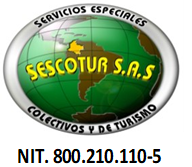 SERVICIOS ESPECIALES
SESCOTUR S.A.S
COLECTIVOS Y DE TURISMO
NIT. 800.210.110-5